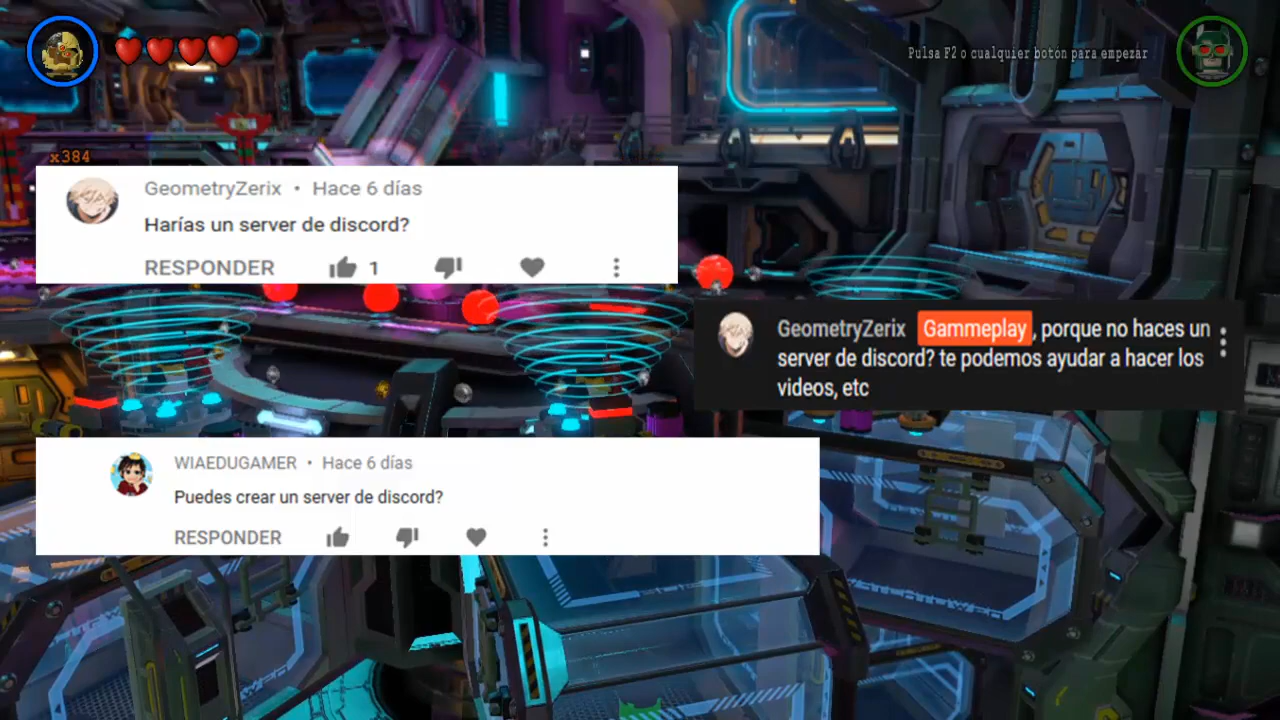 Pulsa F2 o cualquier botón para empezar
x384
GeometryZerix • Hace 6 días
Harías un server de discord?
RESPONDER 1
GeometryZerix Gammeplay, porque no haces un
server de discord? te podemos ayudar a hacer los
videos, etc
WIAEDUGAMER • Hace 6 días
Puedes crear un server de discord?
RESPONDER